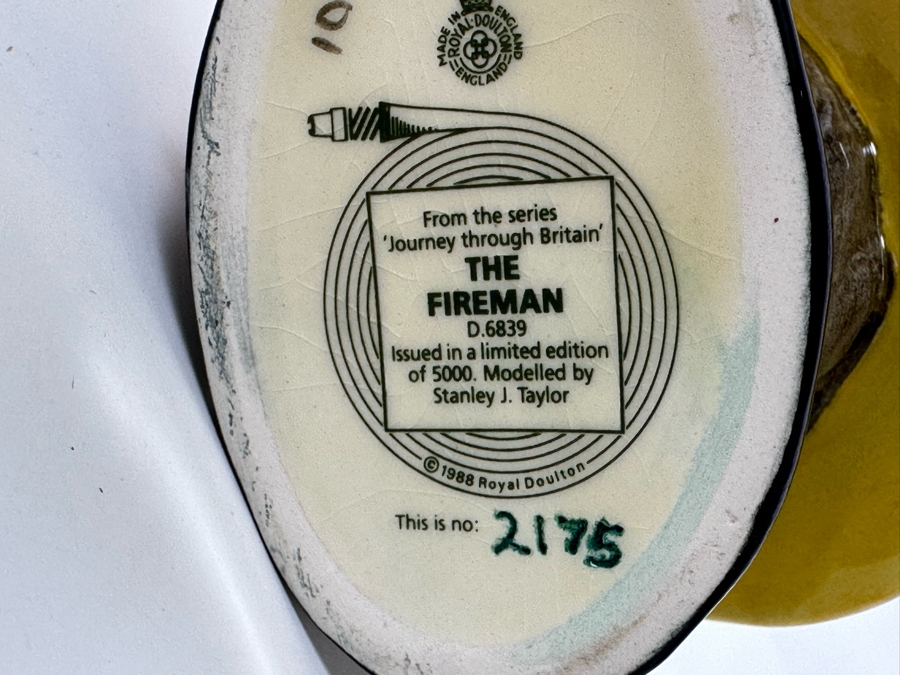 10
MADE IN ENGLAND
ROYAL·DOULTON
ENGLAND
From the series
'Journey through Britain'
THE
FIREMAN
D.6839
Issued in a limited edition
of 5000. Modelled by
Stanley J. Taylor
© 1988 Royal Doulton
This is no: 2175